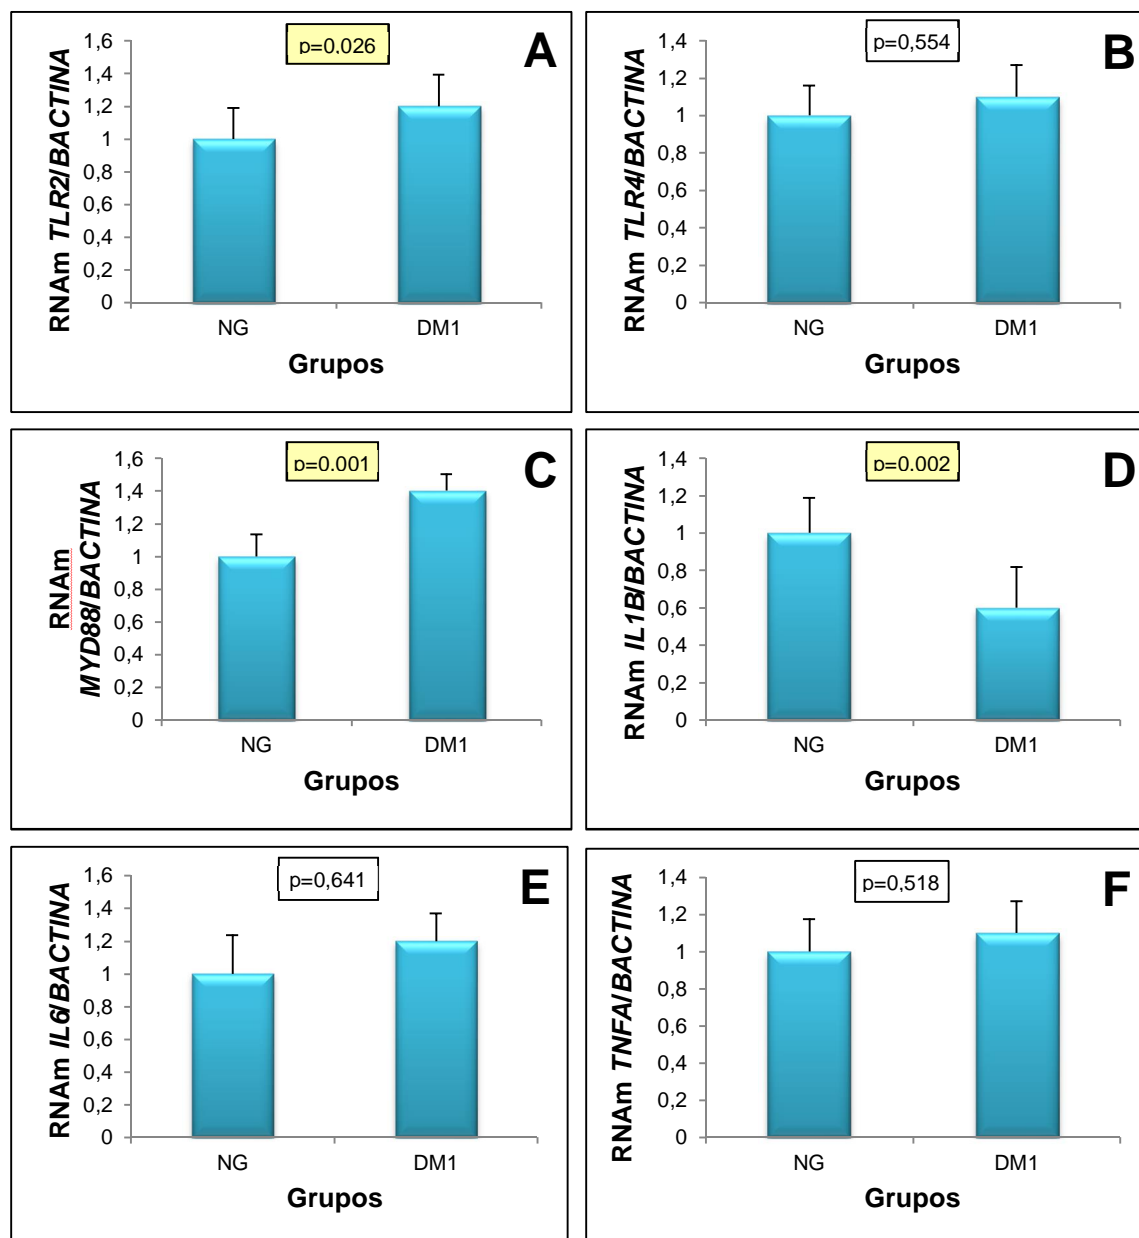 A
p=0,026
RNAm TLR2/BACTINA
1,6
1,4
1,2
1
0,8
0,6
0,4
0,2
0
NG DM1
Grupos
B
p=0,554
RNAm TLR4/BACTINA
1,4
1,2
1
0,8
0,6
0,4
0,2
0
NG DM1
Grupos
C
p=0.001
RNAm
MYD88/BACTINA
1,6
1,4
1,2
1
0,8
0,6
0,4
0,2
0
NG DM1
Grupos
D
p=0.002
RNAm IL1B/BACTINA
1,4
1,2
1
0,8
0,6
0,4
0,2
0
NG DM1
Grupos
E
p=0,641
RNAm IL6/BACTINA
1,6
1,4
1,2
1
0,8
0,6
0,4
0,2
0
NG DM1
Grupos
F
p=0,518
RNAm TNFA/BACTINA
1,4
1,2
1
0,8
0,6
0,4
0,2
0
NG DM1
Grupos